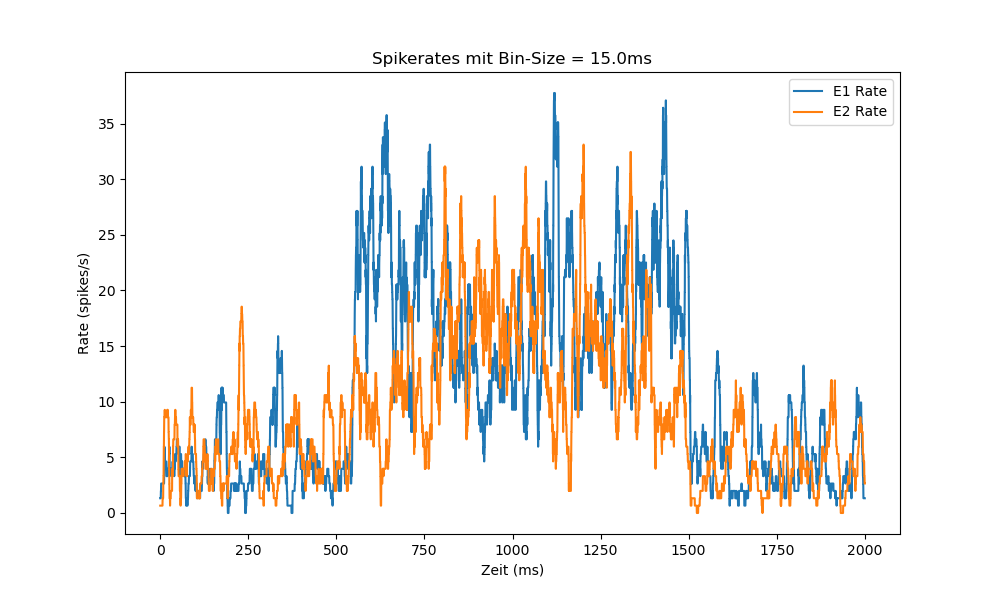 Spikerates mit Bin-Size = 15.0ms
E1 Rate
E2 Rate
Rate (spikes/s)
35
30
25
20
15
10
5
0
0 250 500 750 1000 1250 1500 1750 2000
Zeit (ms)